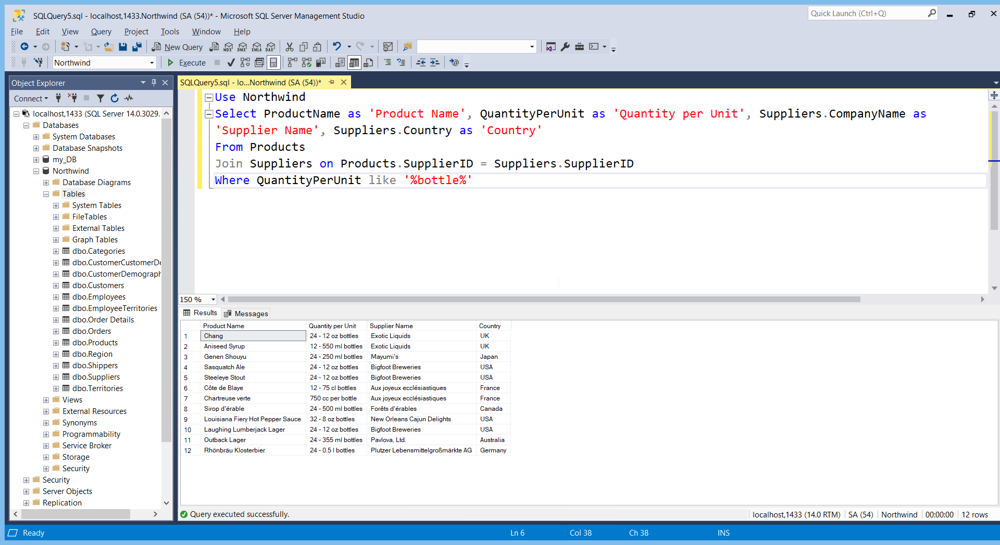 SQLQuery5.sql - localhost,1433.Northwind (SA (54))* - Microsoft SQL Server Management Studio
Quick Launch (Ctrl+Q)
File Edit View Query Project Tools Window Help
New Query MDX DMX XMLA DAX
Northwind Execute
Object Explorer
Connect
localhost,1433 (SQL Server 14.0.3029.
Databases
System Databases
Database Snapshots
my_DB
Northwind
Database Diagrams
Tables
System Tables
FileTables
External Tables
Graph Tables
dbo.Categories
dbo.CustomerCustomerDe
dbo.CustomerDemograph
dbo.Customers
dbo.Employees
dbo.EmployeeTerritories
dbo.Order Details
dbo.Orders
dbo.Products
dbo.Region
dbo.Shippers
dbo.Suppliers
dbo.Territories
Views
External Resources
Synonyms
Programmability
Service Broker
Storage
Security
Security
Server Objects
Replication
SQLQuery5.sql - lo...Northwind (SA (54))*
Use Northwind
Select ProductName as 'Product Name', QuantityPerUnit as 'Quantity per Unit', Suppliers.CompanyName as
'Supplier Name', Suppliers.Country as 'Country'
From Products
Join Suppliers on Products.SupplierID = Suppliers.SupplierID
Where QuantityPerUnit like '%bottle%'
150 %
Results Messages
Product Name Quantity per Unit Supplier Name Country
1 Chang 24 - 12 oz bottles Exotic Liquids UK
2 Aniseed Syrup 12 - 550 ml bottles Exotic Liquids UK
3 Genen Shouyu 24 - 250 ml bottles Mayumi's Japan
4 Sasquatch Ale 24 - 12 oz bottles Bigfoot Breweries USA
5 Steeleye Stout 24 - 12 oz bottles Bigfoot Breweries USA
6 Côte de Blaye 12 - 75 cl bottles Aux joyeux ecclésiastiques France
7 Chartreuse verte 750 cc per bottle Aux joyeux ecclésiastiques France
8 Sirop d'érable 24 - 500 ml bottles Forêts d'érables Canada
9 Louisiana Fiery Hot Pepper Sauce 32 - 8 oz bottles New Orleans Cajun Delights USA
10 Laughing Lumberjack Lager 24 - 12 oz bottles Bigfoot Breweries USA
11 Outback Lager 24 - 355 ml bottles Pavlova, Ltd. Australia
12 Rhönbräu Klosterbier 24 - 0.5 l bottles Plutzer Lebensmittelgroßmärkte AG Germany
Query executed successfully.
localhost,1433 (14.0 RTM) SA (54) Northwind 00:00:00 12 rows
Ready Ln 6 Col 38 Ch 38 INS